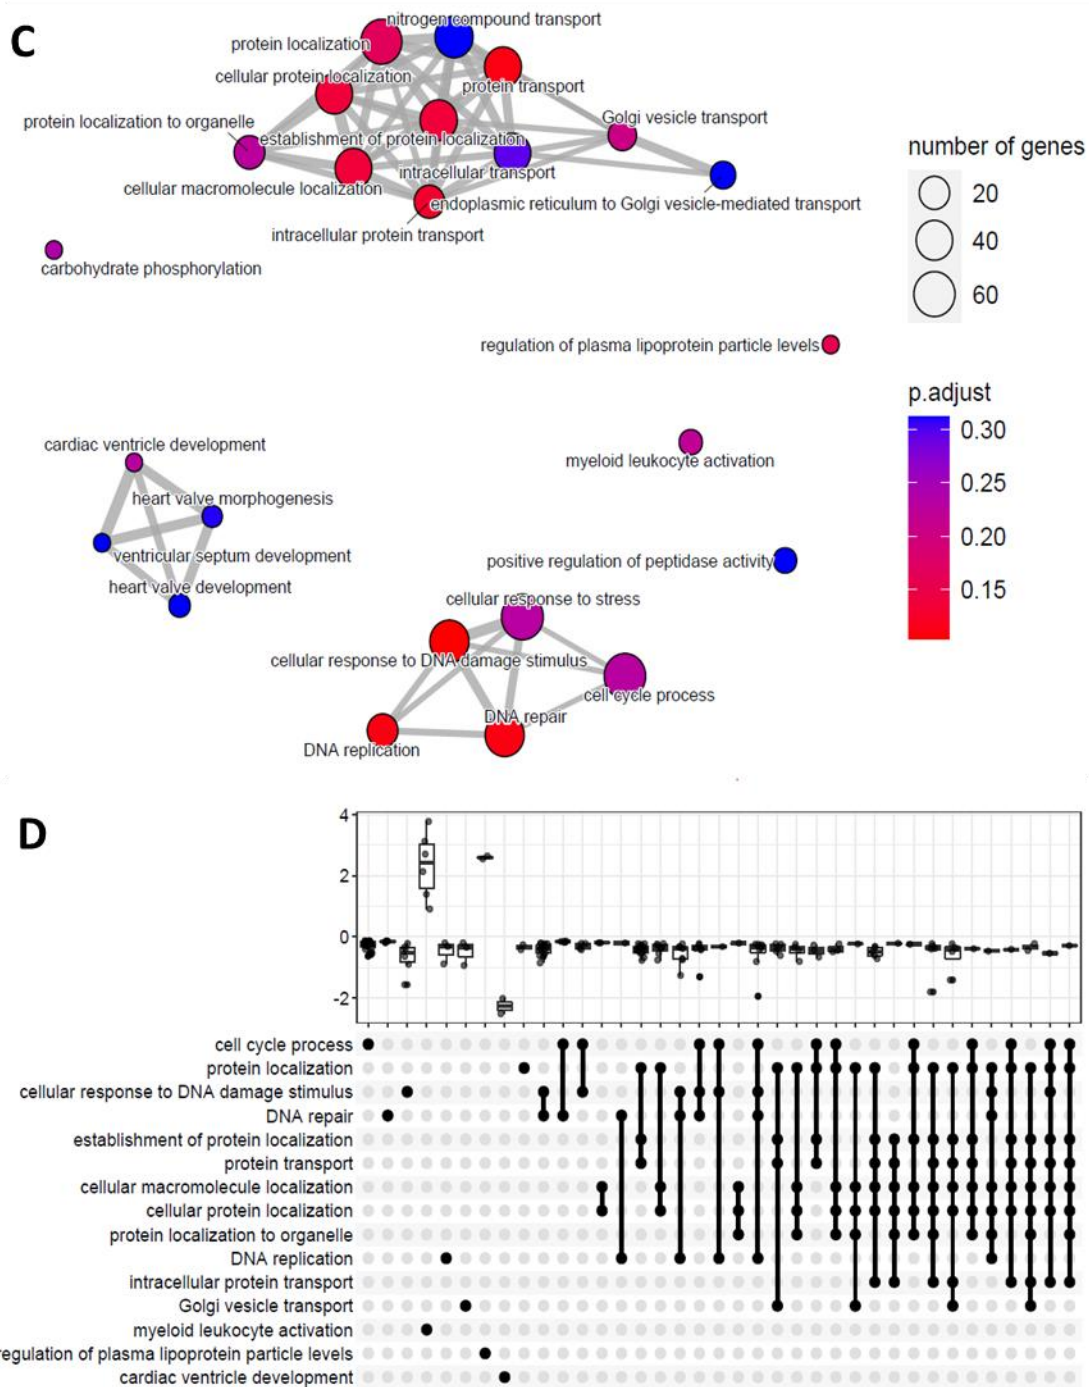 C
nitrogen compound transport
protein localization
cellular protein localization
protein transport
protein localization to organelle
Golgi vesicle transport
establishment of protein localization
intracellular transport
cellular macromolecule localization
endoplasmic reticulum to Golgi vesicle-mediated transport
intracellular protein transport
carbohydrate phosphorylation
regulation of plasma lipoprotein particle levels
cardiac ventricle development
myeloid leukocyte activation
heart valve morphogenesis
ventricular septum development
positive regulation of peptidase activity
heart valve development
cellular response to stress
cellular response to DNA damage stimulus
cell cycle process
DNA repair
DNA replication
number of genes
20
40
60
p.adjust
0.30
0.25
0.20
0.15
D
4
2
0
-2
cell cycle process
protein localization
cellular response to DNA damage stimulus
DNA repair
establishment of protein localization
protein transport
cellular macromolecule localization
cellular protein localization
protein localization to organelle
DNA replication
intracellular protein transport
Golgi vesicle transport
myeloid leukocyte activation
regulation of plasma lipoprotein particle levels
cardiac ventricle development